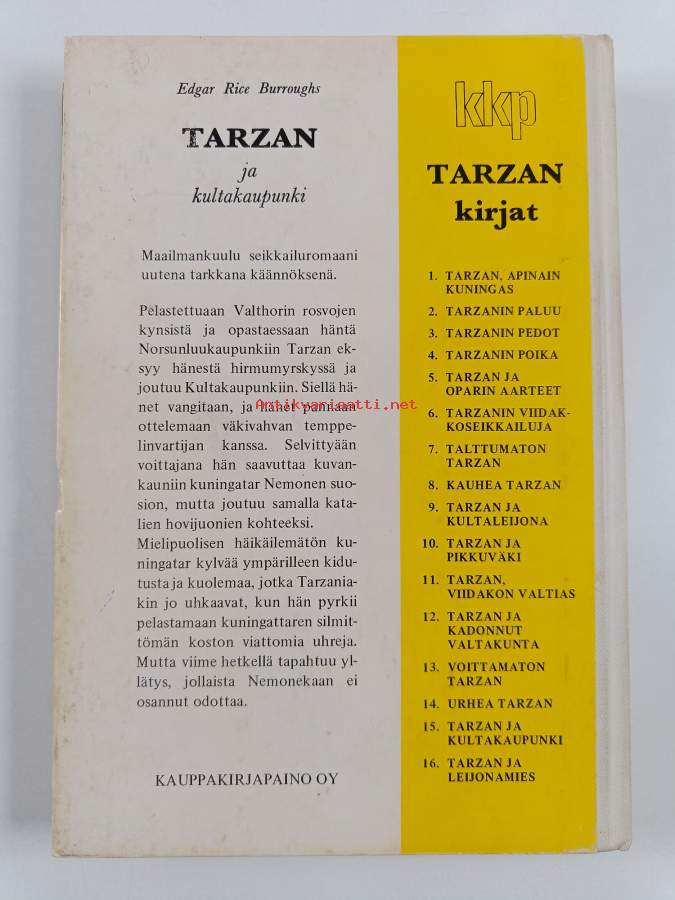 Edgar Rice Burroughs
TARZAN
ja
kultakaupunki
Maailmankuulu seikkailuromaani
uutena tarkkana käännöksenä.
Pelastettuaan Valthorin rosvojen
kynsistä ja opastaessaan häntä
Norsunluukaupunkiin Tarzan ek-
syy hänestä hirmumyrskyssä ja
joutuu Kultakaupunkiin. Siellä hä-
net vangitaan, ja hänet pannaan
ottelemaan väkivahvan temppe-
linvartijan kanssa. Selvittyään
voittajana hän saavuttaa kuvan-
kauniin kuningatar Nemonen suo-
sion, mutta joutuu samalla kata-
lien hovijuonien kohteeksi.
Mielipuolisen häikäilemätön ku-
ningatar kylvää ympärilleen kidu-
tusta ja kuolemaa, jotka Tarzania-
kin jo uhkaavat, kun hän pyrkii
pelastamaan kuningattaren silmit-
tömän koston viattomia uhreja.
Mutta viime hetkellä tapahtuu yl-
lätys, jollaista Nemonekaan ei
osannut odottaa.
KAUPPAKIRJAPAINO OY
kkp
TARZAN
kirjat
1. TARZAN, APINAIN
KUNINGAS
2. TARZANIN PALUU
3. TARZANIN PEDOT
4. TARZANIN POIKA
5. TARZAN JA
OPARIN AARTEET
6. TARZANIN VIIDAK-
KOSEIKKAILUJA
7. TALTTUMATON
TARZAN
8. KAUHEA TARZAN
9. TARZAN JA
KULTALEIJONA
10. TARZAN JA
PIKKUVÄKI
11. TARZAN,
VIIDAKON VALTIAS
12. TARZAN JA
KADONNUT
VALTAKUNTA
13. VOITTAMATON
TARZAN
14. URHEA TARZAN
15. TARZAN JA
KULTAKAUPUNKI
16. TARZAN JA
LEIJONAMIES
Antikvariaatti.net